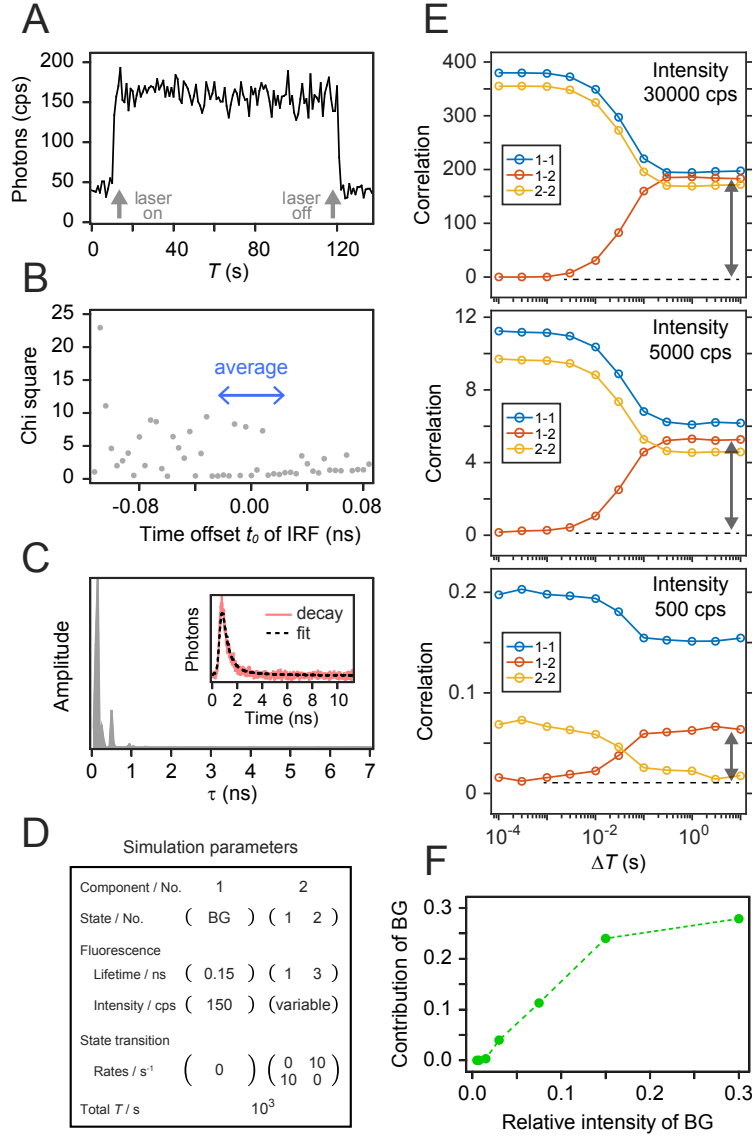 A
Photons (cps)
200
150
100
50
0
laser on
laser off
0 40 80 120
T (s)
B
Chi square
25
20
15
10
5
0
average
-0.08 0.00 0.08
Time offset t0 of IRF (ns)
C
Amplitude
Photons
decay
fit
0 2 4 6 8 10
Time (ns)
0 1 2 3 4 5 6 7
τ (ns)
D
Simulation parameters
Component / No. 1 2
State / No. ( BG ) ( 1 2 )
Fluorescence
Lifetime / ns ( 0.15 ) ( 1 3 )
Intensity / cps ( 150 ) (variable)
State transition
Rates / s-1 ( 0 ) ( 0 10 10 0 )
Total T / s 10³
E
Correlation
400
300
200
100
0
Intensity
30000 cps
1-1
1-2
2-2
Correlation
12
8
4
0
Intensity
5000 cps
1-1
1-2
2-2
Correlation
0.2
0.1
0
Intensity
500 cps
1-1
1-2
2-2
10⁻⁴ 10⁻² 10⁰
ΔT (s)
F
Contribution of BG
0.3
0.2
0.1
0.0
0.0 0.1 0.2 0.3
Relative intensity of BG